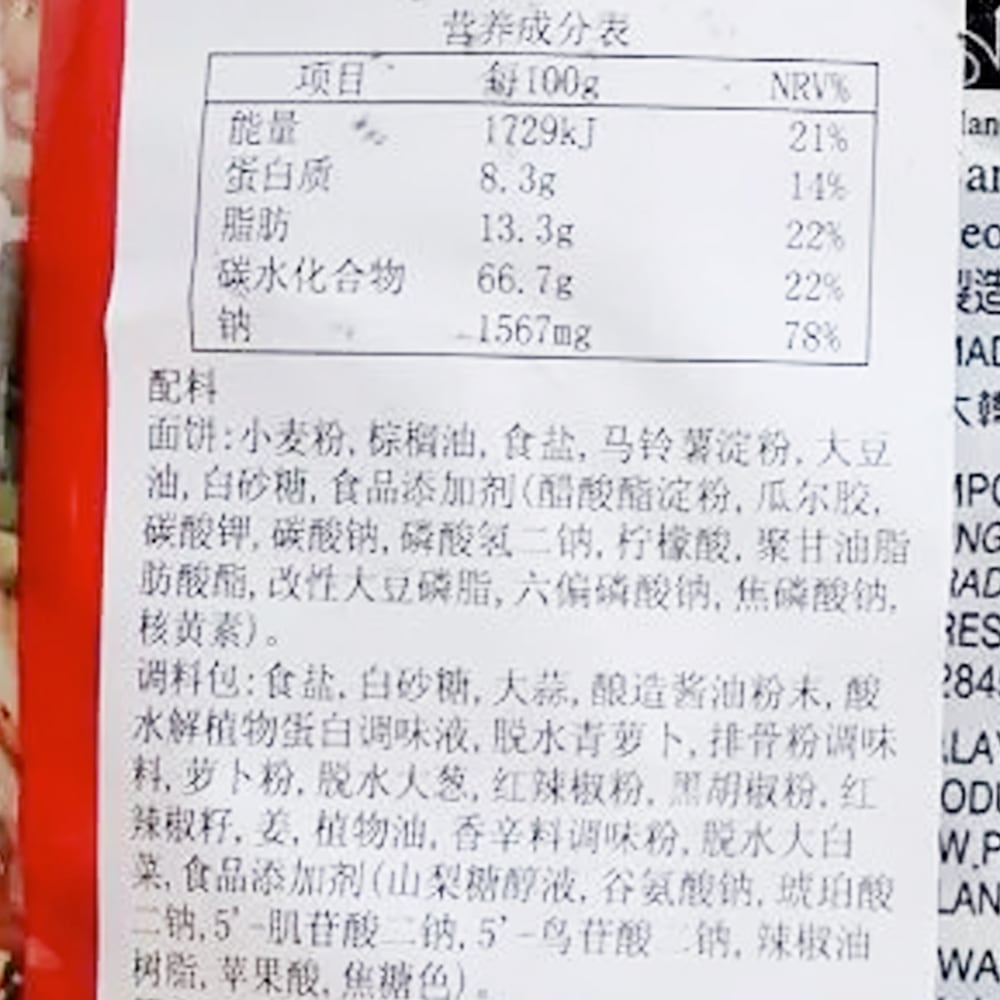 营养成分表
项目 每100g NRV%
能量 1729kJ 21%
蛋白质 8.3g 14%
脂肪 13.3g 22%
碳水化合物 66.7g 22%
钠 1567mg 78%
配料
面饼:小麦粉,棕榈油,食盐,马铃薯淀粉,大豆
油,白砂糖,食品添加剂(醋酸酯淀粉,瓜尔胶,
碳酸钾,碳酸钠,磷酸氢二钠,柠檬酸,聚甘油脂
肪酸酯,改性大豆磷脂,六偏磷酸钠,焦磷酸钠,
核黄素)。
调料包:食盐,白砂糖,大蒜,酿造酱油粉末,酸
水解植物蛋白调味液,脱水青萝卜,排骨粉调味
料,萝卜粉,脱水大葱,红辣椒粉,黑胡椒粉,红
辣椒籽,姜,植物油,香辛料调味粉,脱水大白
菜,食品添加剂(山梨糖醇液,谷氨酸钠,琥珀酸
二钠,5'-肌苷酸二钠,5'-鸟苷酸二钠,辣椒油
树脂,苹果酸,焦糖色)。